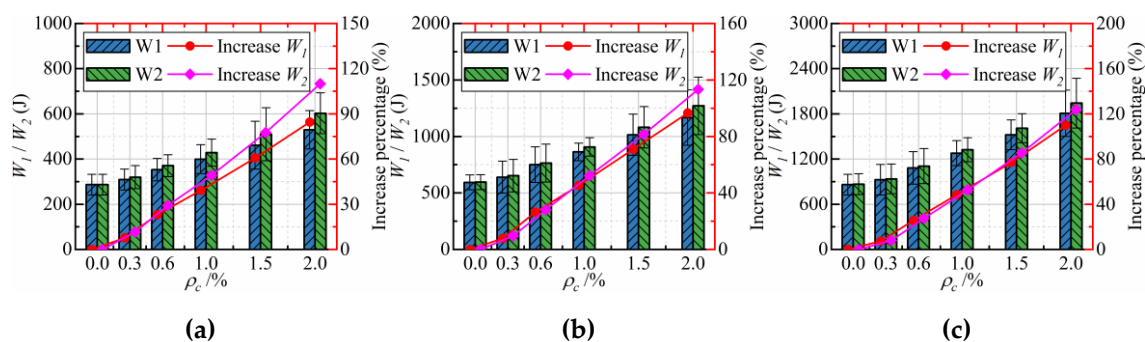 1000
800
600
400
200
0
W1 / W2 (J)
150
120
90
60
30
0
Increase percentage (%)
W1 Increase W1
W2 Increase W2
0.0 0.3 0.6 1.0 1.5 2.0
ρc /%
(a)
2000
1500
1000
500
0
W1 / W2 (J)
160
120
80
40
0
Increase percentage (%)
W1 Increase W1
W2 Increase W2
0.0 0.3 0.6 1.0 1.5 2.0
ρc /%
(b)
3000
2400
1800
1200
600
0
W1 / W2 (J)
200
160
120
80
40
0
Increase percentage (%)
W1 Increase W1
W2 Increase W2
0.0 0.3 0.6 1.0 1.5 2.0
ρc /%
(c)